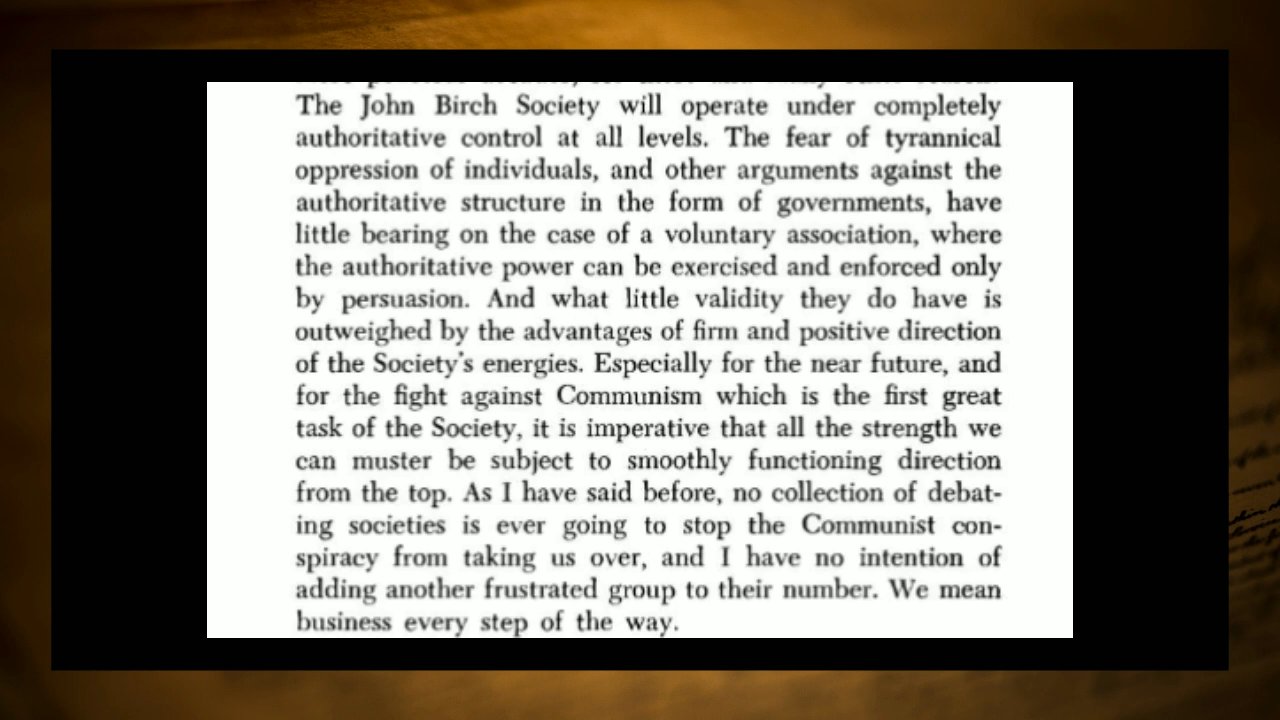 The John Birch Society will operate under completely
authoritative control at all levels. The fear of tyrannical
oppression of individuals, and other arguments against the
authoritative structure in the form of governments, have
little bearing on the case of a voluntary association, where
the authoritative power can be exercised and enforced only
by persuasion. And what little validity they do have is
outweighed by the advantages of firm and positive direction
of the Society's energies. Especially for the near future, and
for the fight against Communism which is the first great
task of the Society, it is imperative that all the strength we
can muster be subject to smoothly functioning direction
from the top. As I have said before, no collection of debat-
ing societies is ever going to stop the Communist con-
spiracy from taking us over, and I have no intention of
adding another frustrated group to their number. We mean
business every step of the way.